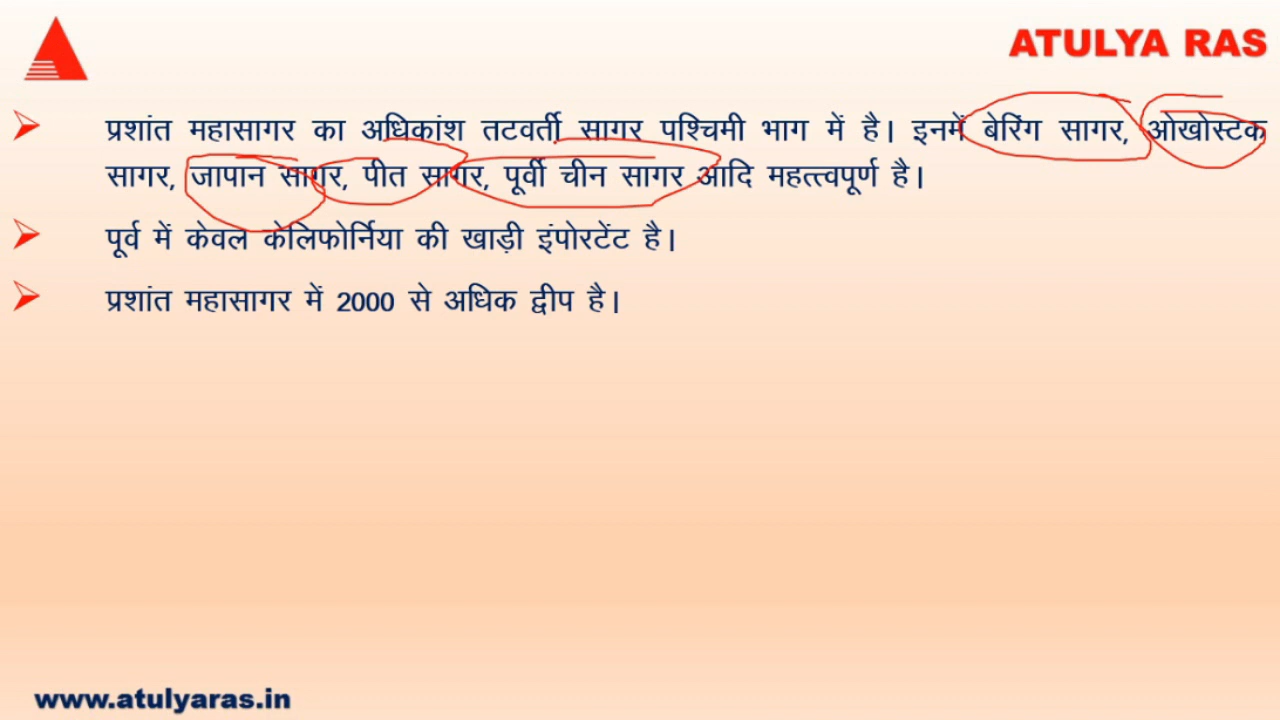 ATULYA RAS
प्रशांत महासागर का अधिकांश तटवर्ती सागर पश्चिमी भाग में है। इनमें बेरिंग सागर, ओखोस्टक
सागर, जापान सागर, पीत सागर, पूर्वी चीन सागर आदि महत्त्वपूर्ण है।
पूर्व में केवल केलिफोर्निया की खाड़ी इंपोरटेंट है।
प्रशांत महासागर में 2000 से अधिक द्वीप है।
www.atulyaras.in